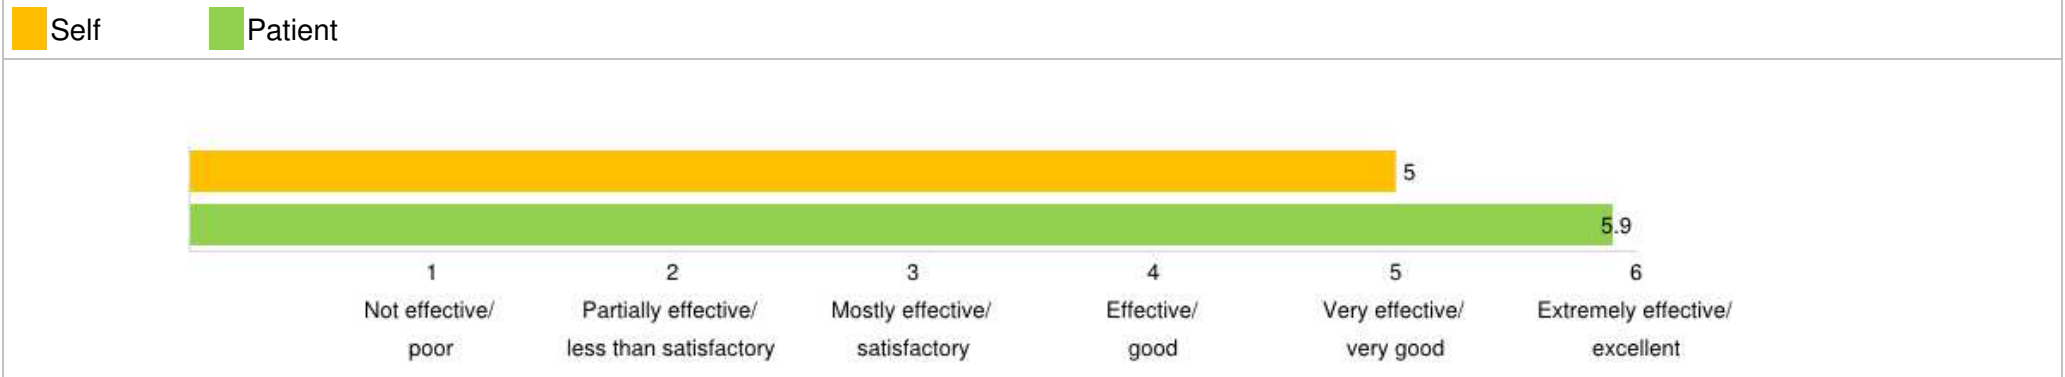 Self Patient
5
5.9
1 2 3 4 5 6
Not effective/ Partially effective/ Mostly effective/ Effective/ Very effective/ Extremely effective/
poor less than satisfactory satisfactory good very good excellent